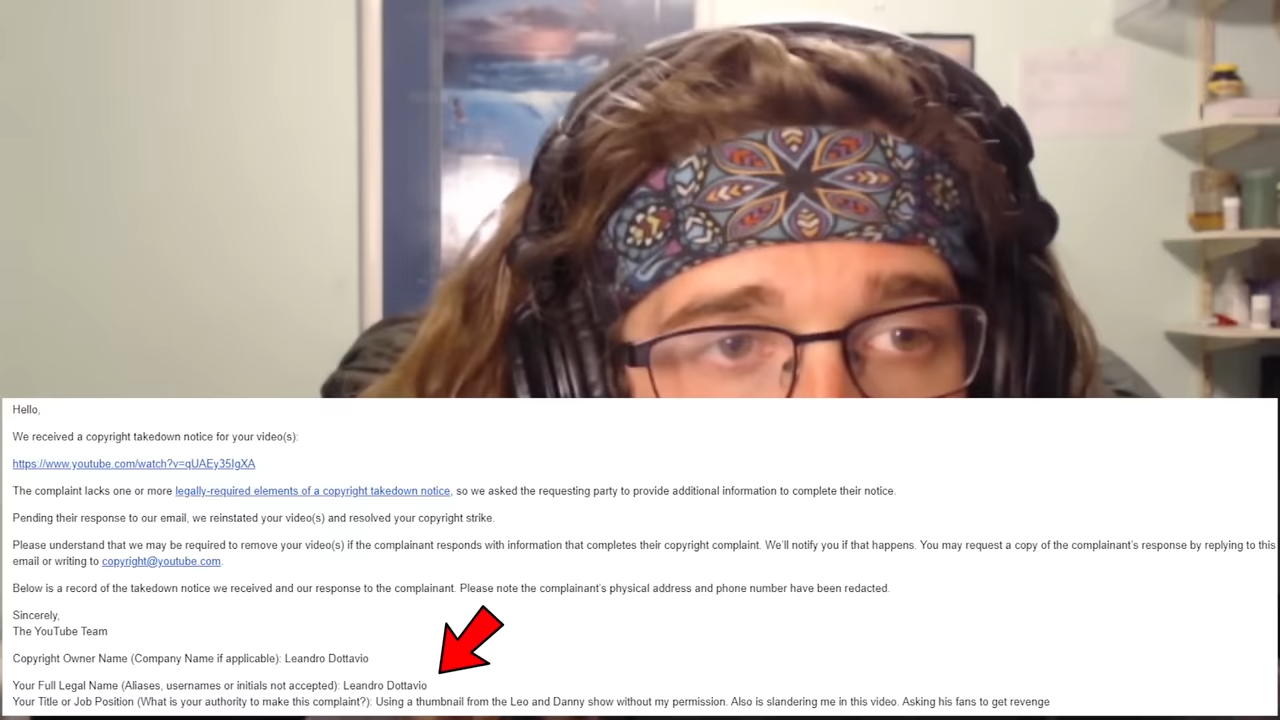 Hello,
We received a copyright takedown notice for your video(s):
https://www.youtube.com/watch?v=qUAEy35IgXA
The complaint lacks one or more legally-required elements of a copyright takedown notice, so we asked the requesting party to provide additional information to complete their notice.
Pending their response to our email, we reinstated your video(s) and resolved your copyright strike.
Please understand that we may be required to remove your video(s) if the complainant responds with information that completes their copyright complaint. We'll notify you if that happens. You may request a copy of the complainant's response by replying to this
email or writing to copyright@youtube.com.
Below is a record of the takedown notice we received and our response to the complainant. Please note the complainant's physical address and phone number have been redacted.
Sincerely,
The YouTube Team
Copyright Owner Name (Company Name if applicable): Leandro Dottavio
Your Full Legal Name (Aliases, usernames or initials not accepted): Leandro Dottavio
Your Title or Job Position (What is your authority to make this complaint?): Using a thumbnail from the Leo and Danny show without my permission. Also is slandering me in this video. Asking his fans to get revenge